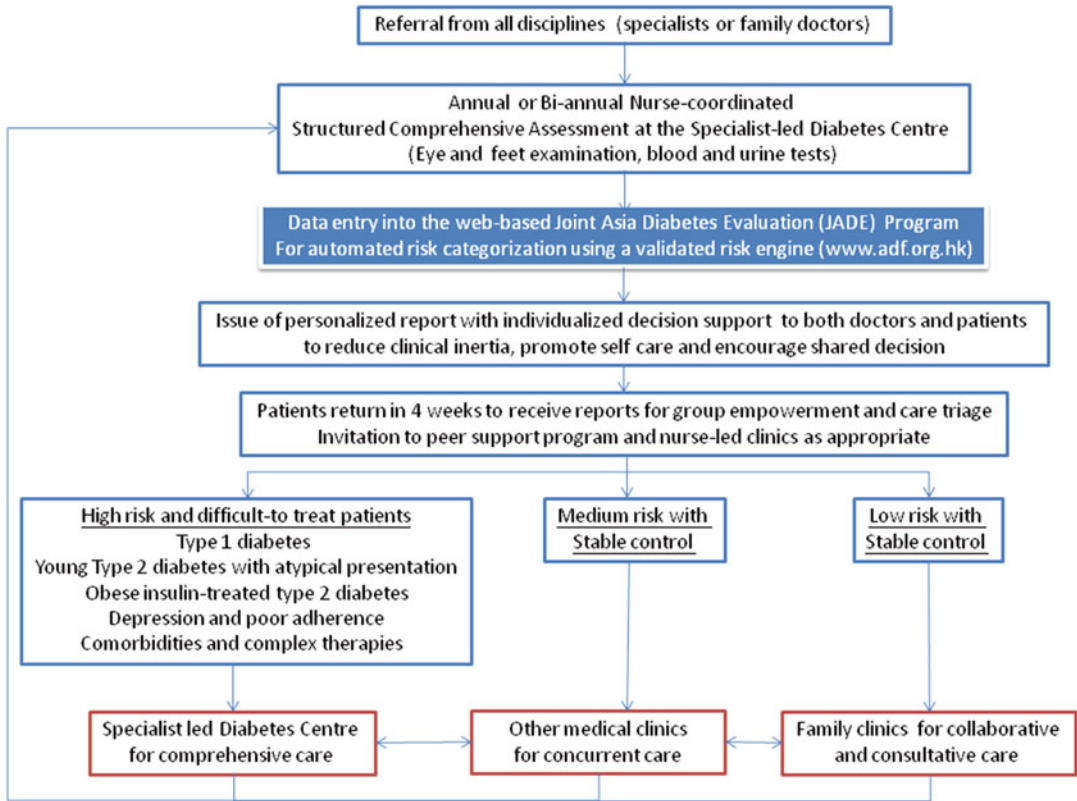 Referral from all disciplines (specialists or family doctors)
Annual or Bi-annual Nurse-coordinated
Structured Comprehensive Assessment at the Specialist-led Diabetes Centre
(Eye and feet examination, blood and urine tests)
Data entry into the web-based Joint Asia Diabetes Evaluation (JADE) Program
For automated risk categorization using a validated risk engine (www.adf.org.hk)
Issue of personalized report with individualized decision support to both doctors and patients
to reduce clinical inertia, promote self care and encourage shared decision
Patients return in 4 weeks to receive reports for group empowerment and care triage
Invitation to peer support program and nurse-led clinics as appropriate
High risk and difficult-to treat patients
Type 1 diabetes
Young Type 2 diabetes with atypical presentation
Obese insulin-treated type 2 diabetes
Depression and poor adherence
Comorbidities and complex therapies
Medium risk with
Stable control
Low risk with
Stable control
Specialist led Diabetes Centre
for comprehensive care
Other medical clinics
for concurrent care
Family clinics for collaborative
and consultative care